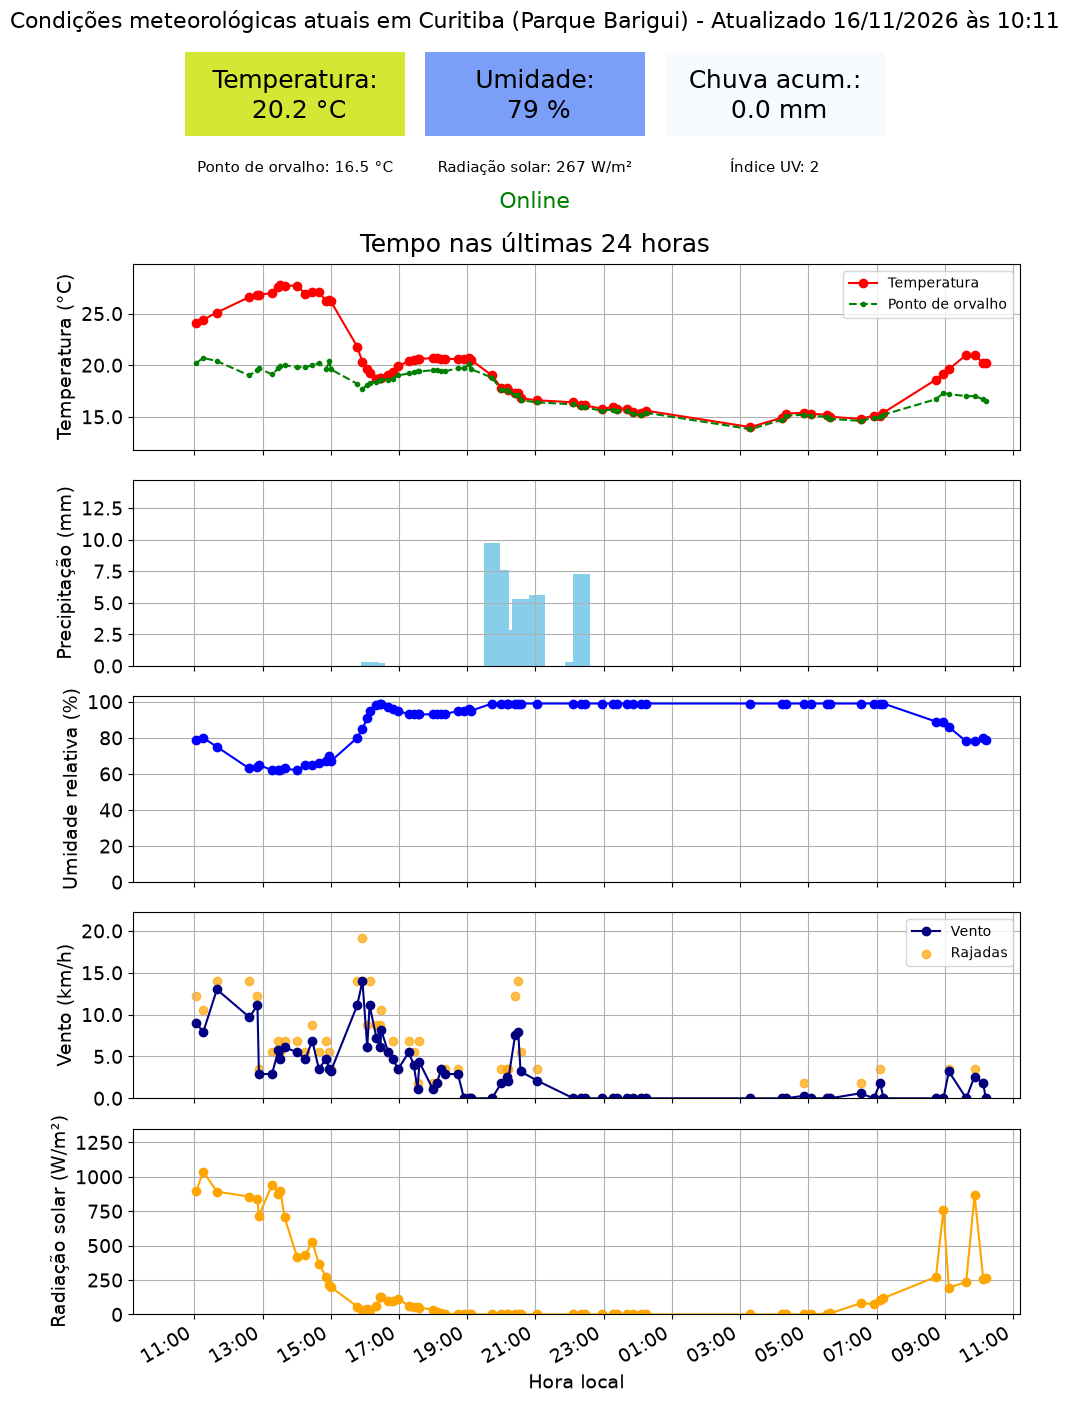 Condições meteorológicas atuais em Curitiba (Parque Barigui) - Atualizado 16/11/2026 às 10:11
Temperatura:
20.2 °C
Umidade:
79 %
Chuva acum.:
0.0 mm
Ponto de orvalho: 16.5 °C
Radiação solar: 267 W/m²
Índice UV: 2
Online
Tempo nas últimas 24 horas
Temperatura (°C)
25.0
20.0
15.0
Temperatura
Ponto de orvalho
Precipitação (mm)
12.5
10.0
7.5
5.0
2.5
0.0
Umidade relativa (%)
100
80
60
40
20
0
Vento (km/h)
20.0
15.0
10.0
5.0
0.0
Vento
Rajadas
Radiação solar (W/m²)
1250
1000
750
500
250
0
11:00
13:00
15:00
17:00
19:00
21:00
23:00
01:00
03:00
05:00
07:00
09:00
11:00
Hora local